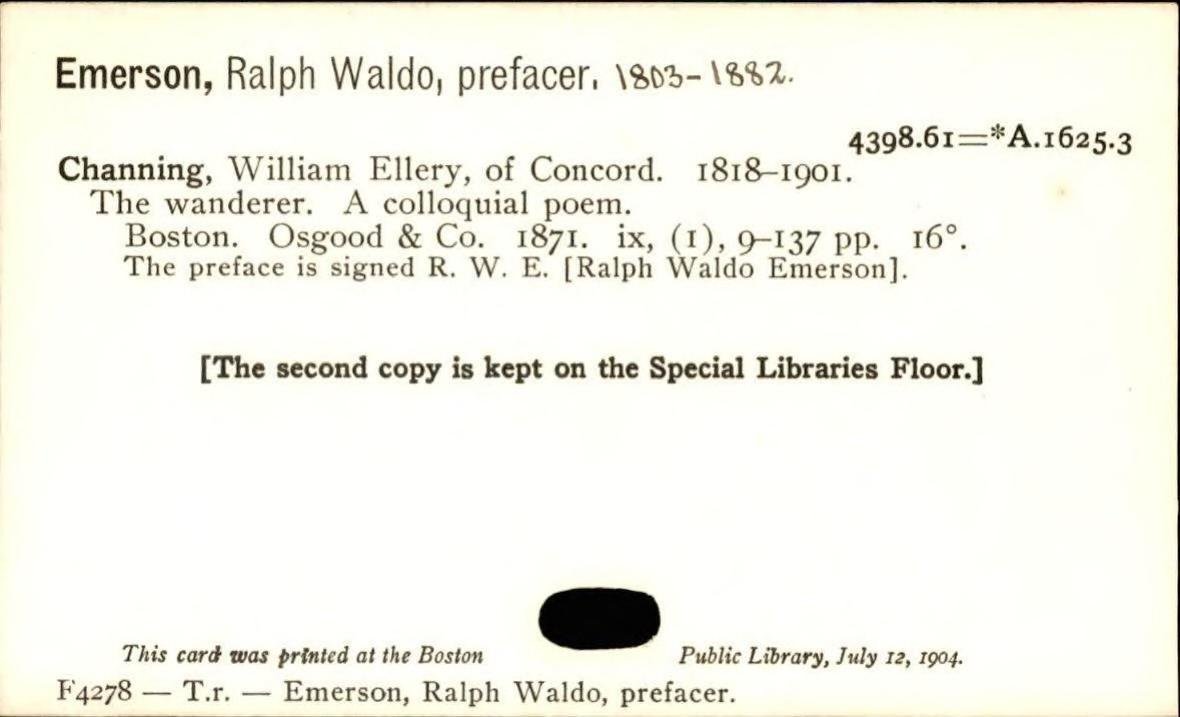 Emerson, Ralph Waldo, prefacer. 1803-1882.
4398.61=*A.1625.3
Channing, William Ellery, of Concord. 1818-1901.
The wanderer. A colloquial poem.
Boston. Osgood & Co. 1871. ix, (1), 9-137 pp. 16°.
The preface is signed R. W. E. [Ralph Waldo Emerson].
[The second copy is kept on the Special Libraries Floor.]
This card was printed at the Boston Public Library, July 12, 1904.
F4278 — T.r. — Emerson, Ralph Waldo, prefacer.